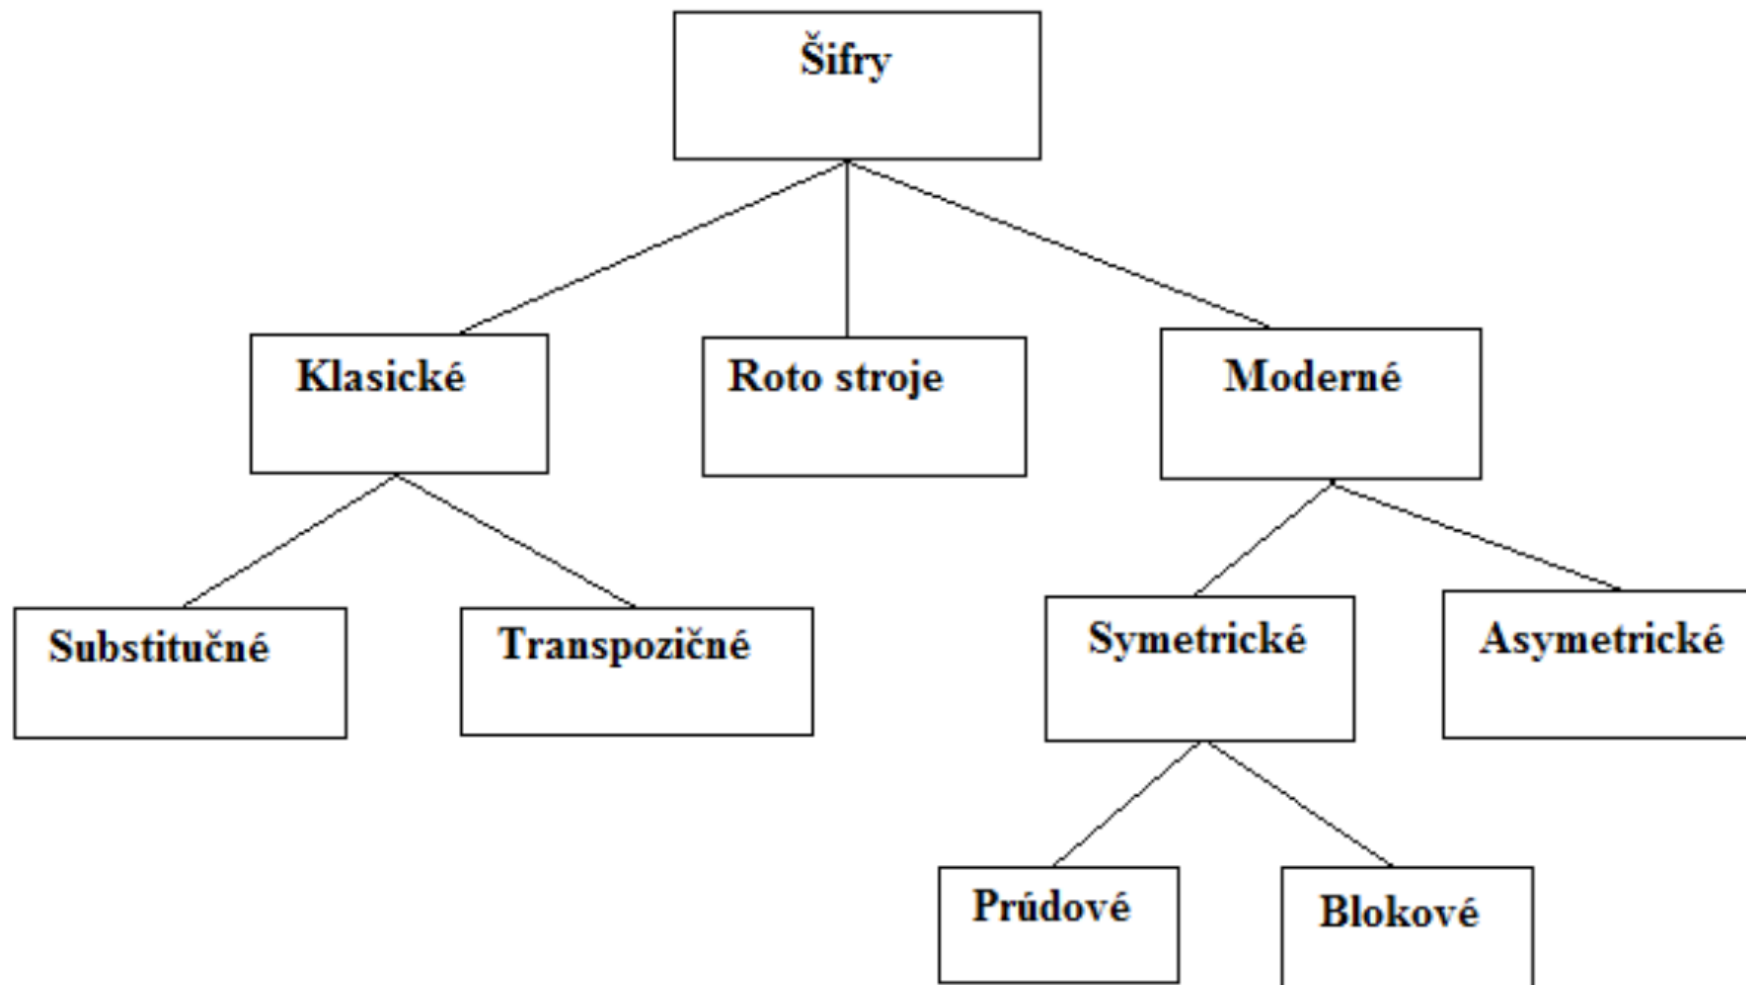 Šifry
Klasické
Roto stroje
Moderné
Substitučné
Transpozičné
Symetrické
Asymetrické
Prúdové
Blokové